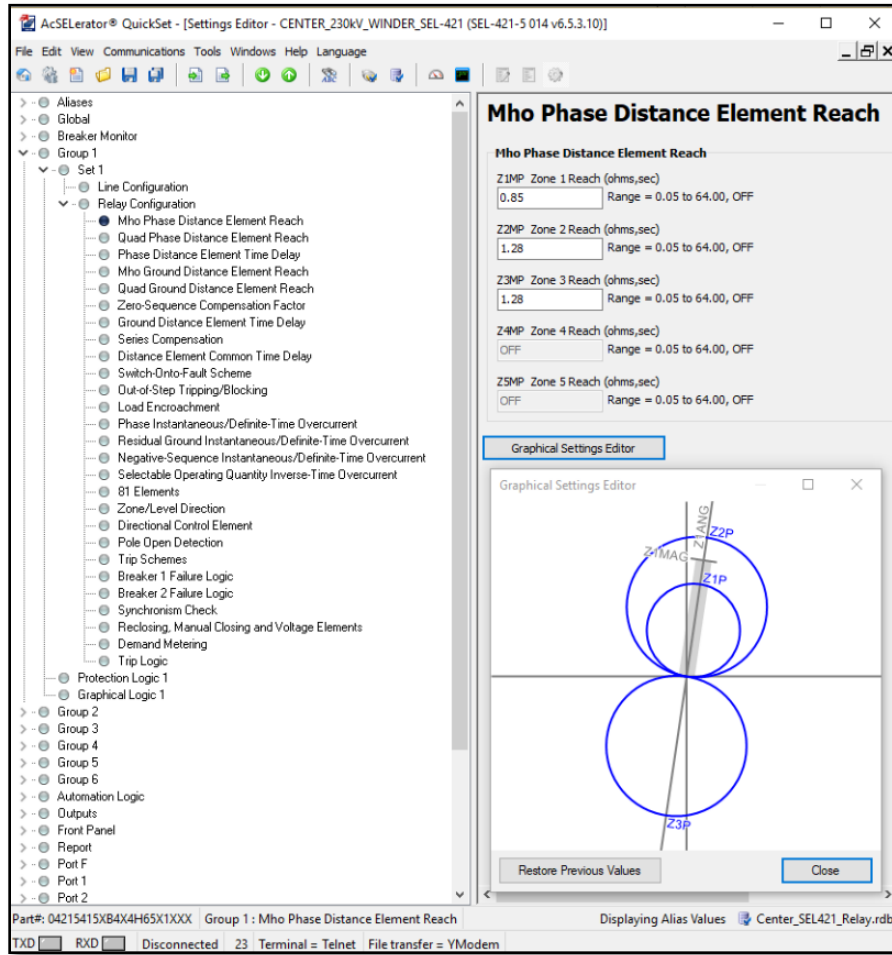 AcSELerator® QuickSet - [Settings Editor - CENTER_230kV_WINDER_SEL-421 (SEL-421-5 014 v6.5.3.10)]
File Edit View Communications Tools Windows Help Language
Aliases
Global
Breaker Monitor
Group 1
Set 1
Line Configuration
Relay Configuration
Mho Phase Distance Element Reach
Quad Phase Distance Element Reach
Phase Distance Element Time Delay
Mho Ground Distance Element Reach
Quad Ground Distance Element Reach
Zero-Sequence Compensation Factor
Ground Distance Element Time Delay
Series Compensation
Distance Element Common Time Delay
Switch-Onto-Fault Scheme
Out-of-Step Tripping/Blocking
Load Encroachment
Phase Instantaneous/Definite-Time Overcurrent
Residual Ground Instantaneous/Definite-Time Overcurrent
Negative-Sequence Instantaneous/Definite-Time Overcurrent
Selectable Operating Quantity Inverse-Time Overcurrent
81 Elements
Zone/Level Direction
Directional Control Element
Pole Open Detection
Trip Schemes
Breaker 1 Failure Logic
Breaker 2 Failure Logic
Synchronism Check
Reclosing, Manual Closing and Voltage Elements
Demand Metering
Trip Logic
Protection Logic 1
Graphical Logic 1
Group 2
Group 3
Group 4
Group 5
Group 6
Automation Logic
Outputs
Front Panel
Report
Port F
Port 1
Port 2
Mho Phase Distance Element Reach
Mho Phase Distance Element Reach
Z1MP Zone 1 Reach (ohms,sec)
0.85 Range = 0.05 to 64.00, OFF
Z2MP Zone 2 Reach (ohms,sec)
1.28 Range = 0.05 to 64.00, OFF
Z3MP Zone 3 Reach (ohms,sec)
1.28 Range = 0.05 to 64.00, OFF
Z4MP Zone 4 Reach (ohms,sec)
OFF Range = 0.05 to 64.00, OFF
Z5MP Zone 5 Reach (ohms,sec)
OFF Range = 0.05 to 64.00, OFF
Graphical Settings Editor
Graphical Settings Editor
Z1ANG
Z2P
Z1MAG
Z1P
Z3P
Restore Previous Values Close
Part#: 04215415XB4X4H65X1XXX Group 1 : Mho Phase Distance Element Reach Displaying Alias Values Center_SEL421_Relay.rdb
TXD RXD Disconnected 23 Terminal = Telnet File transfer = YModem